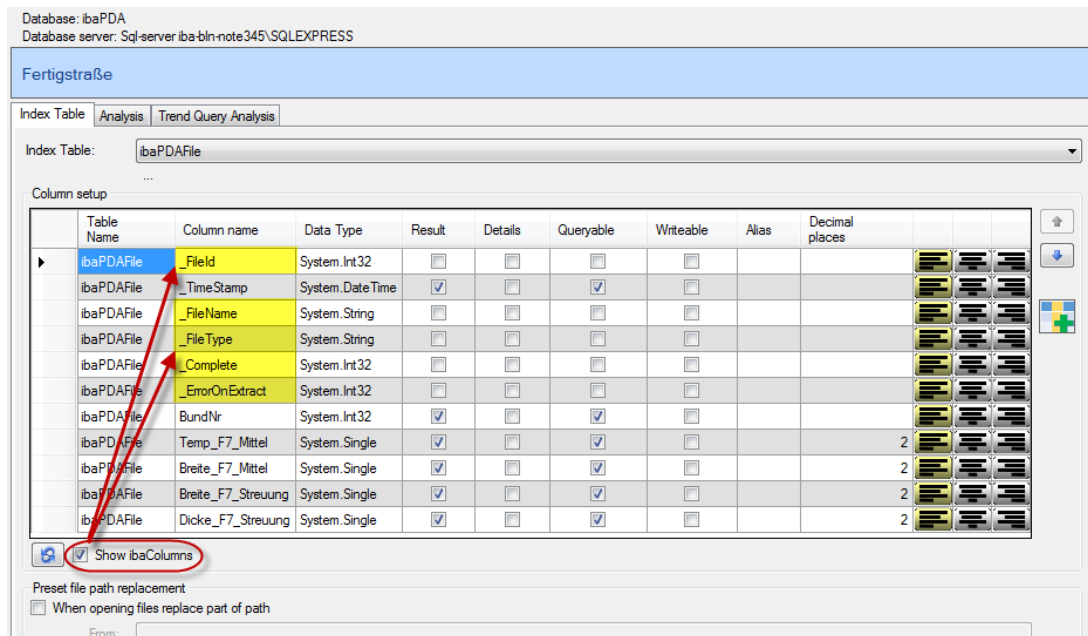 Database: ibaPDA
Database server: Sql-server iba-bln-note345\SQLEXPRESS
Fertigstraße
Index Table Analysis Trend Query Analysis
Index Table: ibaPDAFile
...
Column setup
Table Name Column name Data Type Result Details Queryable Writeable Alias Decimal places
ibaPDAFile _FileId System.Int32
ibaPDAFile _TimeStamp System.DateTime
ibaPDAFile _FileName System.String
ibaPDAFile _FileType System.String
ibaPDAFile _Complete System.Int32
ibaPDAFile _ErrorOnExtract System.Int32
ibaPDAFile BundNr System.Int32
ibaPDAFile Temp_F7_Mittel System.Single 2
ibaPDAFile Breite_F7_Mittel System.Single 2
ibaPDAFile Breite_F7_Streuung System.Single 2
ibaPDAFile Dicke_F7_Streuung System.Single 2
Show ibaColumns
Preset file path replacement
When opening files replace part of path
From: